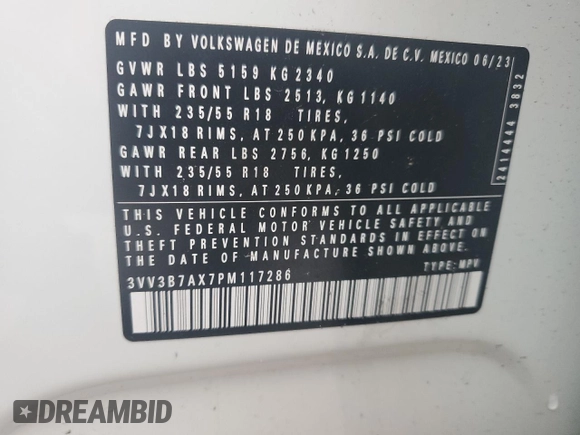 MFD BY VOLKSWAGEN DE MEXICO S.A. DE C.V. MEXICO 06/23
GVWR LBS 5159 KG 2340
GAWR FRONT LBS 2513, KG 1140
WITH 235/55 R18 TIRES,
7JX18 RIMS, AT 250 KPA, 36 PSI COLD
GAWR REAR LBS 2756, KG 1250
WITH 235/55 R18 TIRES,
7JX18 RIMS, AT 250 KPA, 36 PSI COLD
THIS VEHICLE CONFORMS TO ALL APPLICABLE
U.S. FEDERAL MOTOR VEHICLE SAFETY AND
THEFT PREVENTION STANDARDS IN EFFECT ON
THE DATE OF MANUFACTURE SHOWN ABOVE.
3VV3B7AX7PM117286 TYPE: MPV
2414444 3832
DREAMBID